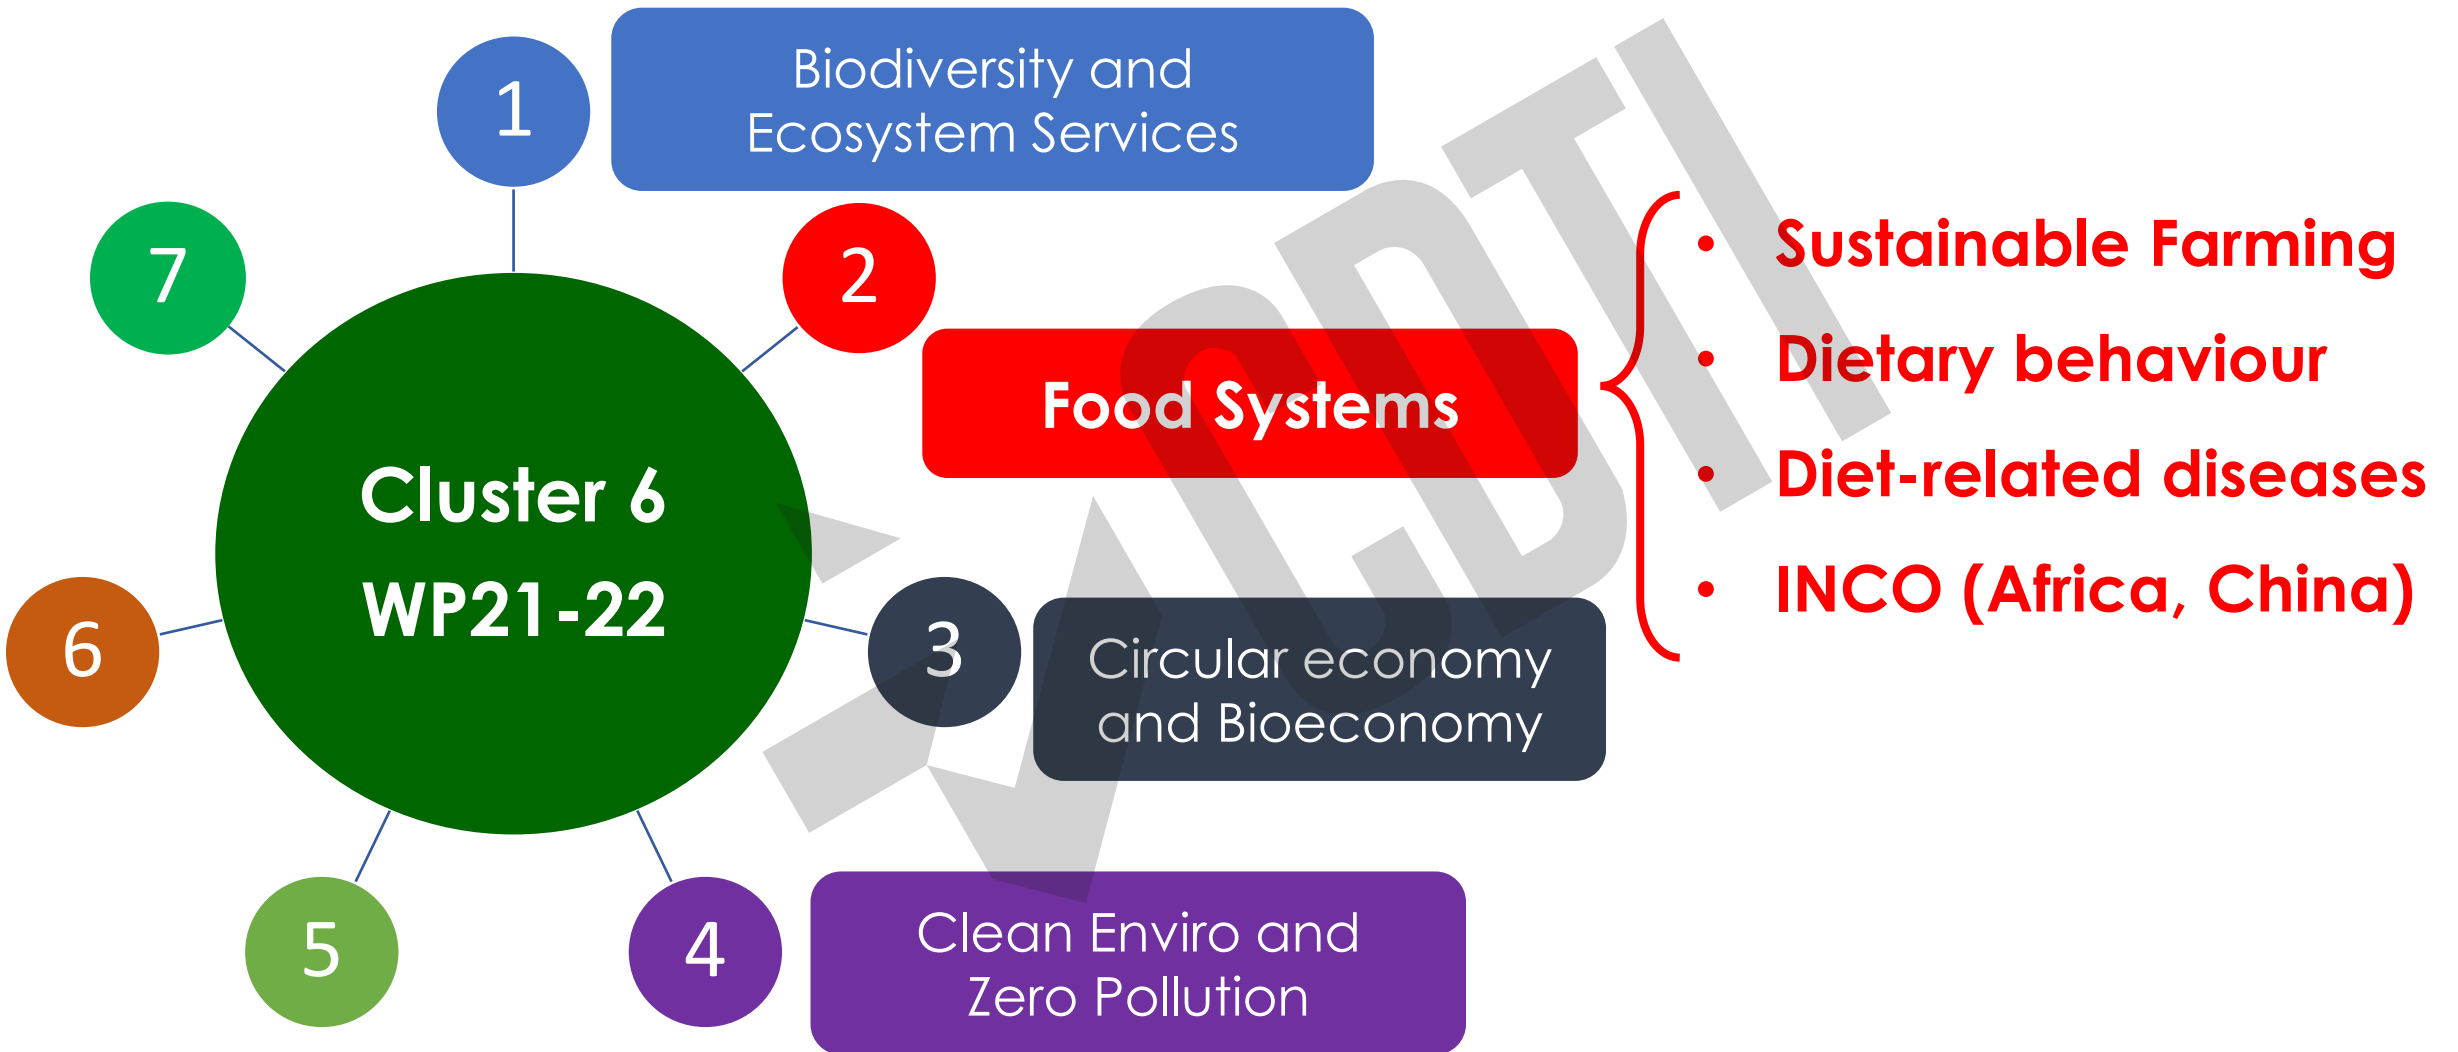 1
Biodiversity and
Ecosystem Services
7
2
Food Systems
• Sustainable Farming
• Dietary behaviour
• Diet-related diseases
• INCO (Africa, China)
Cluster 6
WP21-22
6
3
Circular economy
and Bioeconomy
5
4
Clean Enviro and
Zero Pollution
CDTI